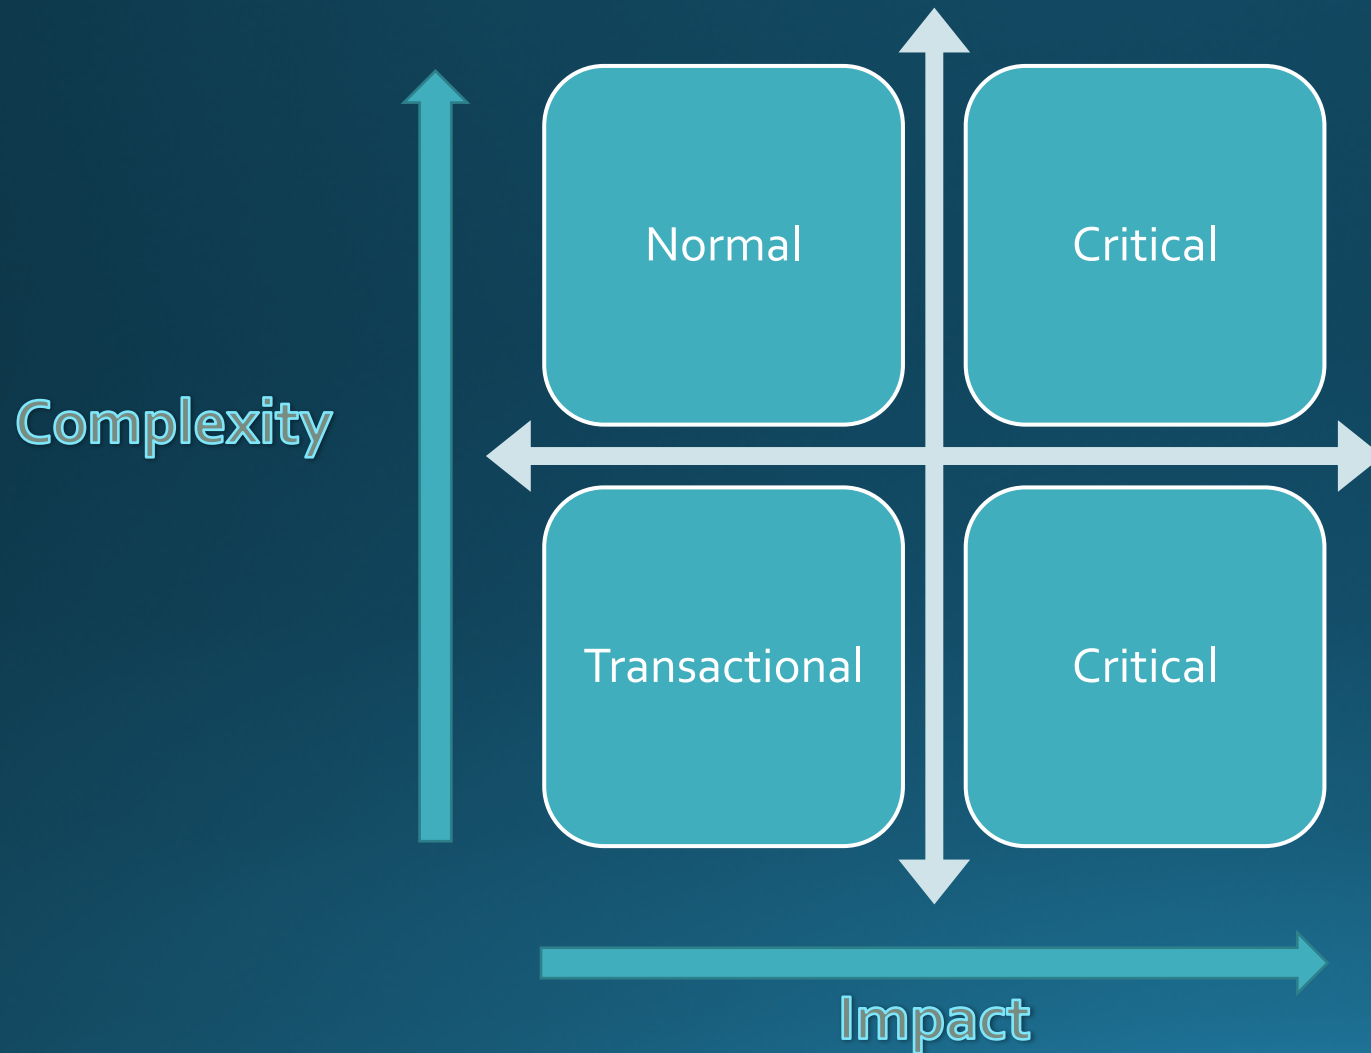 Normal
Critical
Complexity
Transactional
Critical
Impact